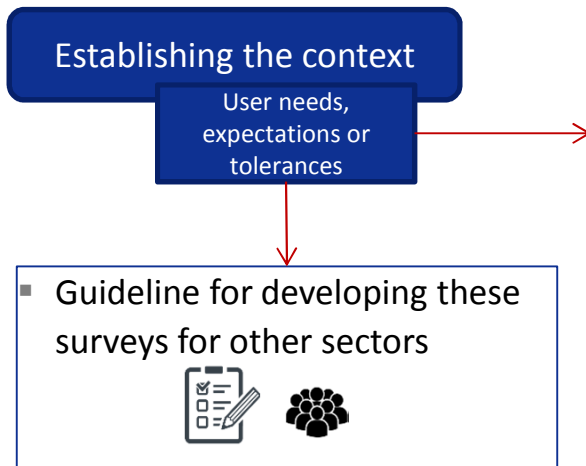 Establishing the context
User needs,
expectations or
tolerances
▪ Guideline for developing these
surveys for other sectors